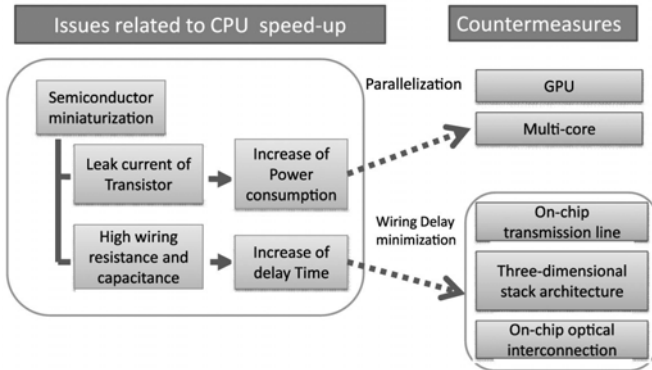 Issues related to CPU speed-up
Countermeasures
Semiconductor
miniaturization
Leak current of
Transistor
Increase of
Power
consumption
High wiring
resistance and
capacitance
Increase of
delay Time
Parallelization
GPU
Multi-core
Wiring Delay
minimization
On-chip
transmission line
Three-dimensional
stack architecture
On-chip optical
interconnection